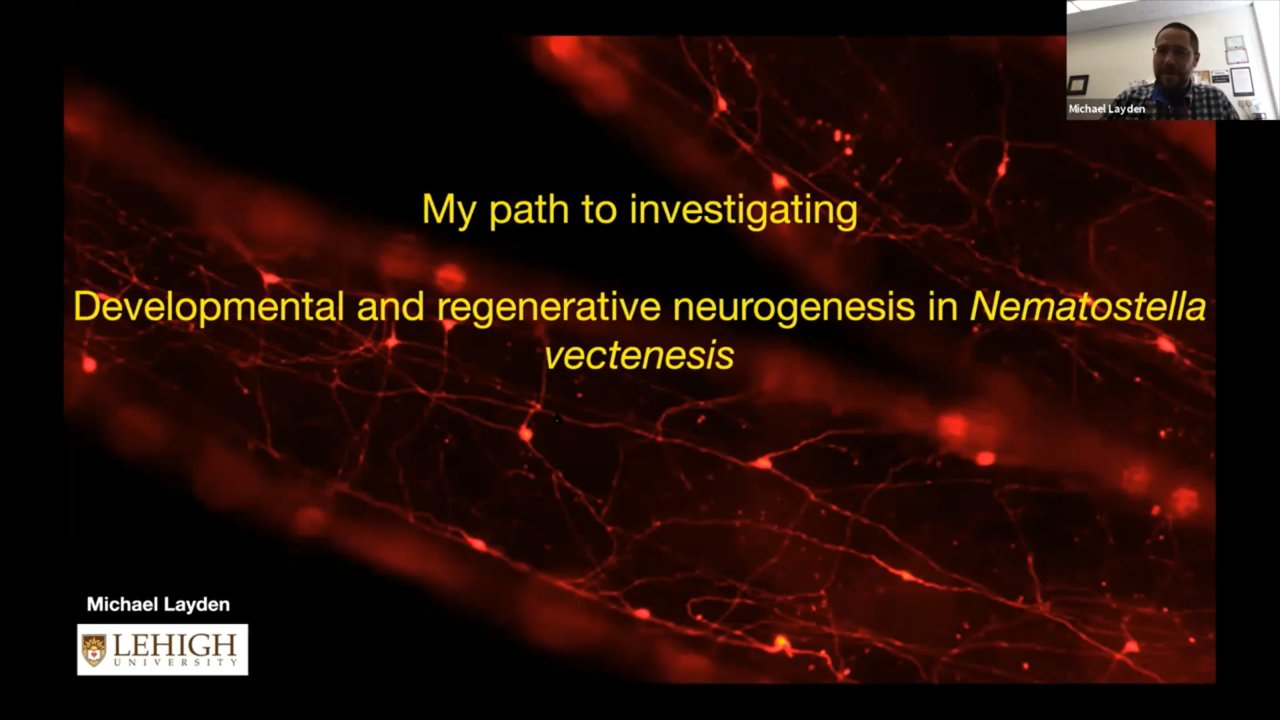 Michael Layden
My path to investigating
Developmental and regenerative neurogenesis in Nematostella
vectenesis
Michael Layden
LEHIGH
UNIVERSITY